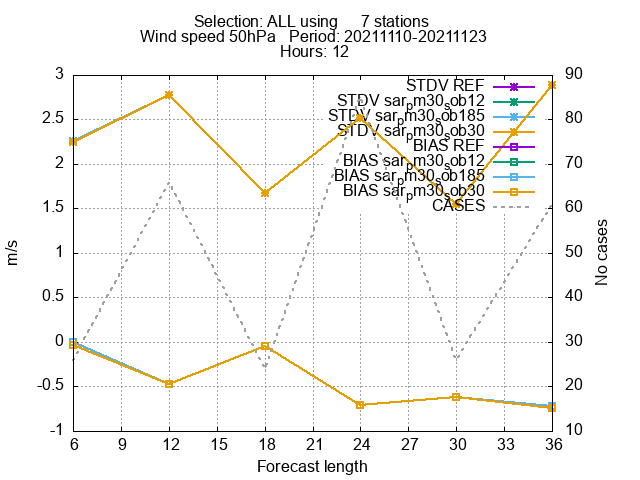 Selection: ALL using 7 stations
Wind speed 50hPa Period: 20211110-20211123
Hours: 12
STDV REF
STDV sar_pm30_sob12
STDV sar_pm30_sob185
STDV sar_pm30_sob30
BIAS REF
BIAS sar_pm30_sob12
BIAS sar_pm30_sob185
BIAS sar_pm30_sob30
CASES
3
2.5
2
1.5
1
0.5
0
-0.5
-1
m/s
90
80
70
60
50
40
30
20
10
No cases
6 9 12 15 18 21 24 27 30 33 36
Forecast length